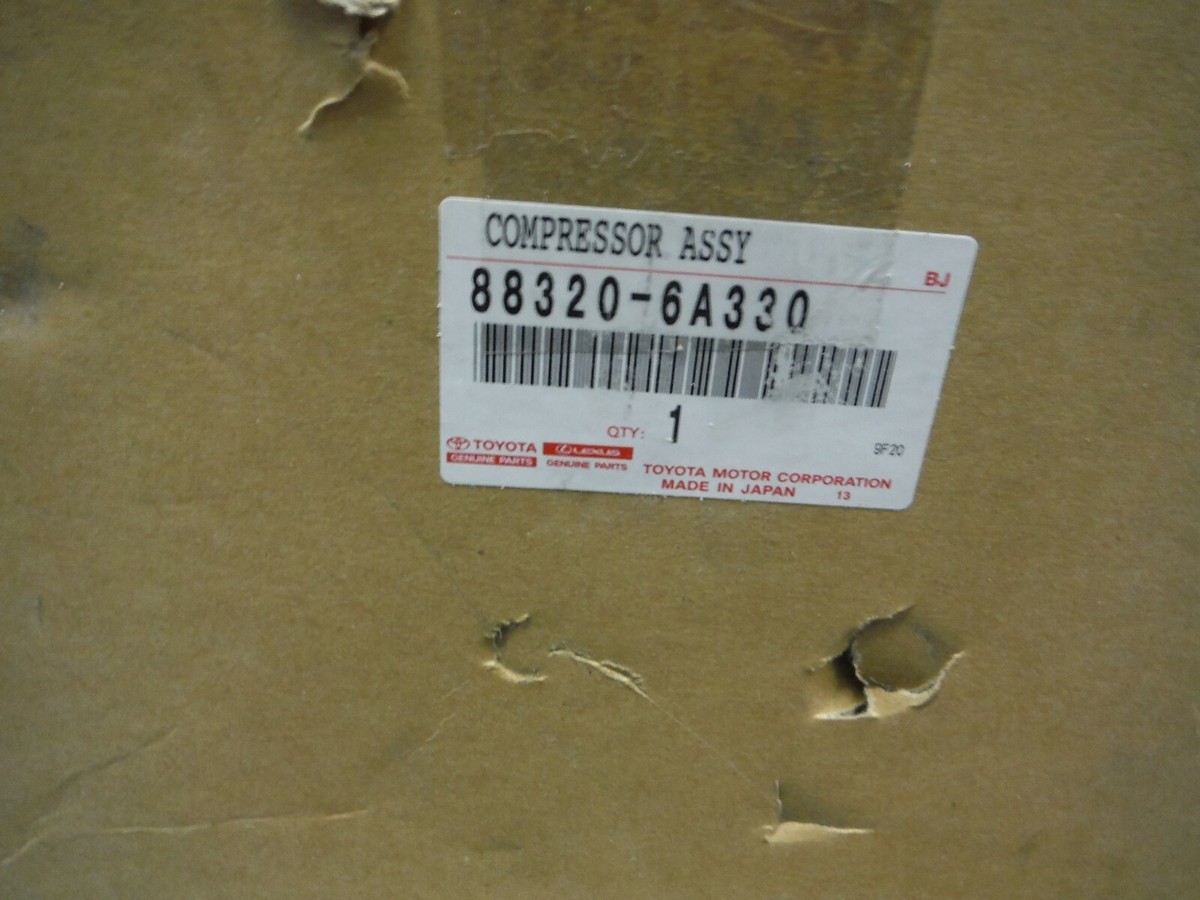 COMPRESSOR ASSY
BJ
88320-6A330
QTY: 1
9F20
TOYOTA LEXUS
GENUINE PARTS GENUINE PARTS
TOYOTA MOTOR CORPORATION
MADE IN JAPAN 13